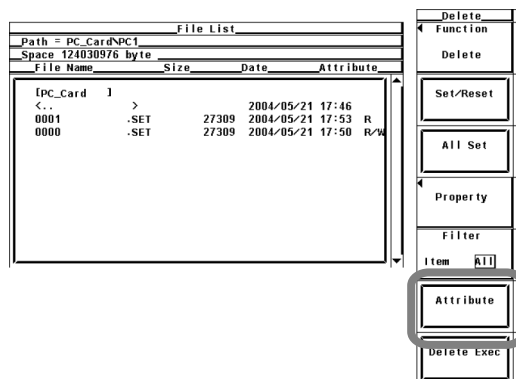 File List
Path = PC_Card\PC1
Space 124030976 byte
File Name Size Date Attribute
[PC_Card ]
<.. > 2004/05/21 17:46
0001 .SET 27309 2004/05/21 17:53 R
0000 .SET 27309 2004/05/21 17:50 R/W
Delete
Function
Delete
Set/Reset
All Set
Property
Filter
Item All
Attribute
Delete Exec